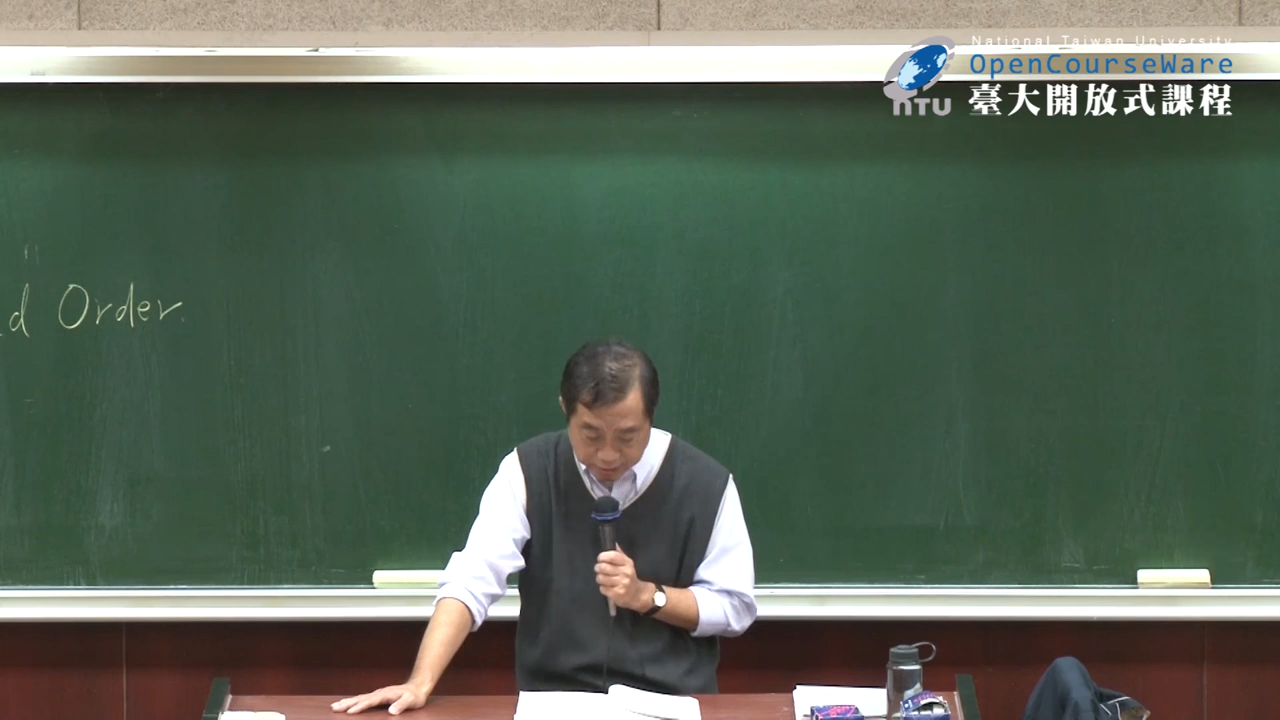 National Taiwan University
OpenCourseWare
臺大開放式課程
NTU
"
d Order.